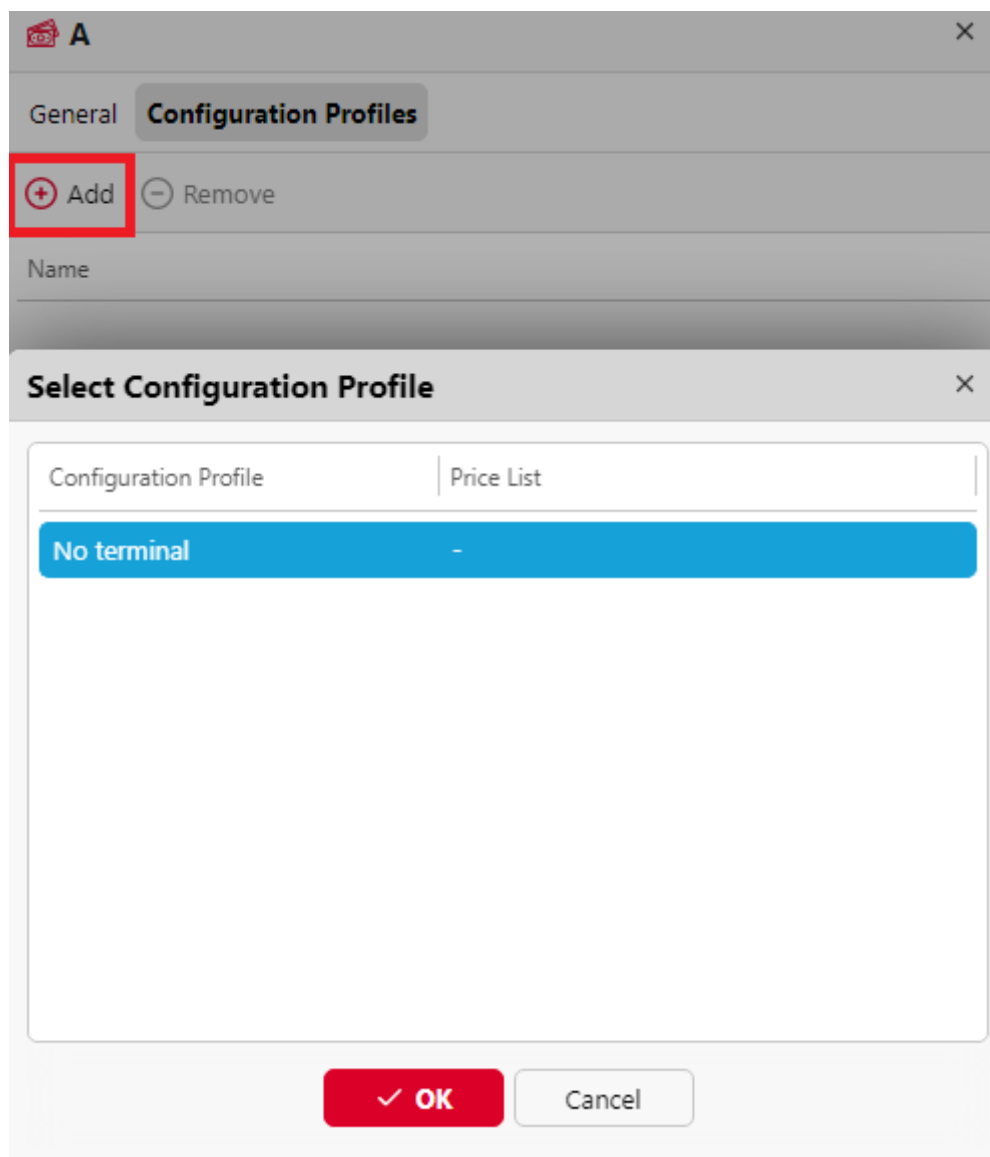 A
General Configuration Profiles
Add Remove
Name
Select Configuration Profile
Configuration Profile Price List
No terminal -
OK Cancel